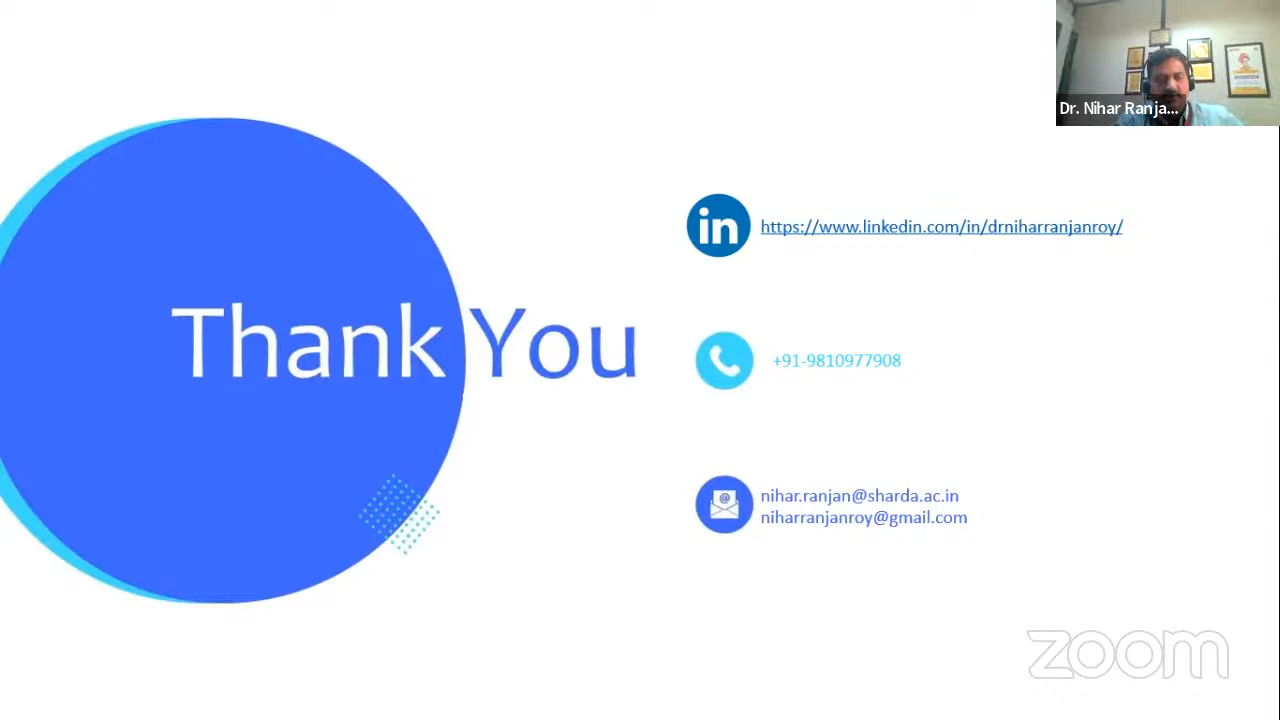 Dr. Nihar Ranja...
in https://www.linkedin.com/in/drniharranjanroy/
Thank You
+91-9810977908
@ nihar.ranjan@sharda.ac.in
niharranjanroy@gmail.com
zoom